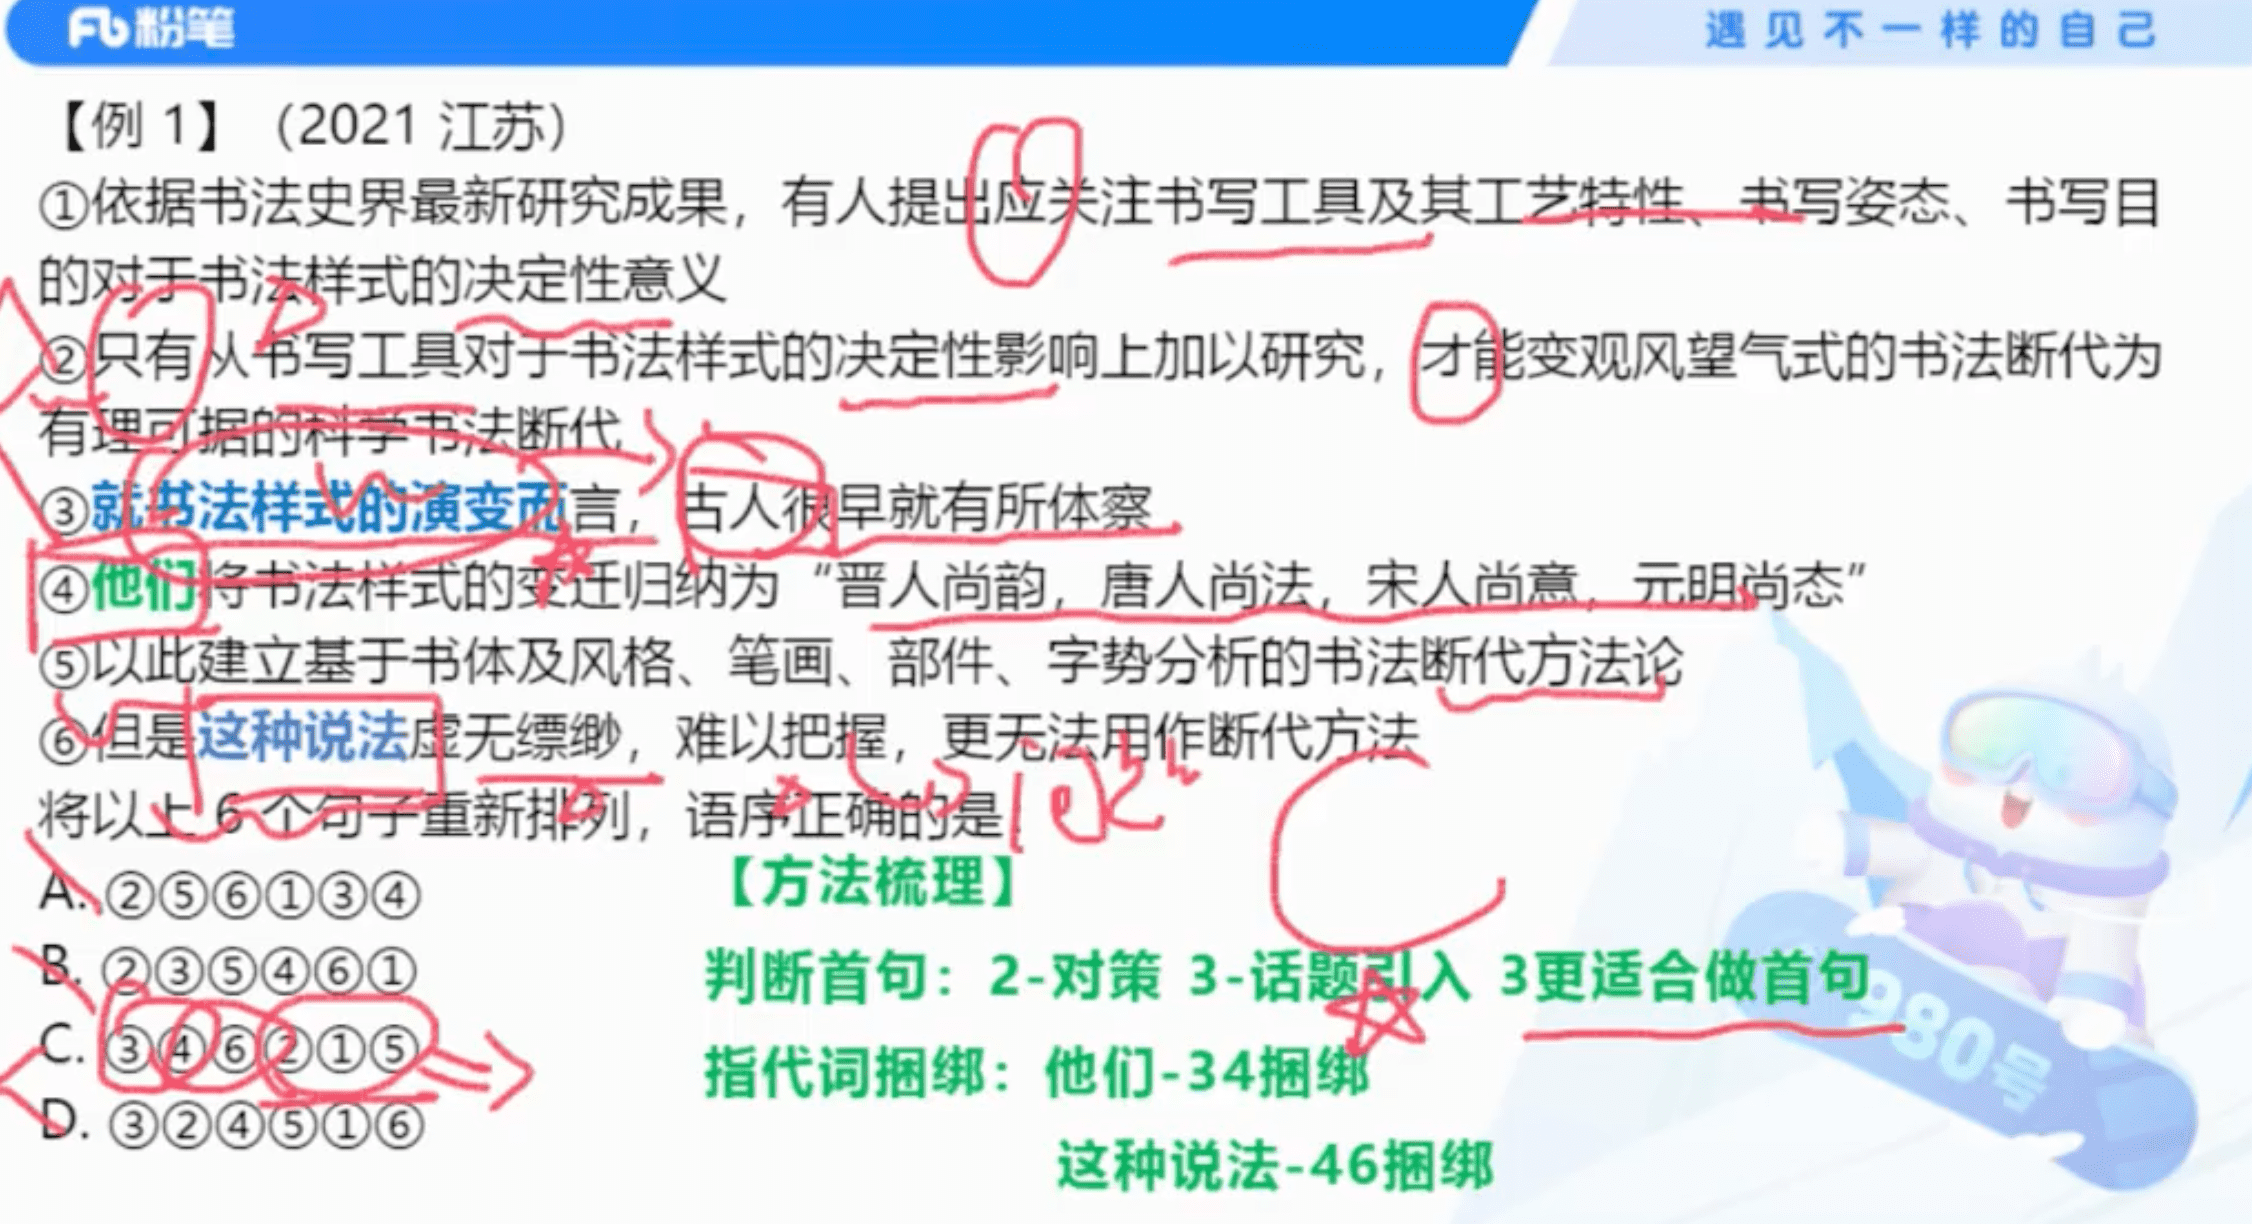 粉笔
遇见不一样的自己
【例 1】（2021 江苏）
①依据书法史界最新研究成果，有人提出应关注书写工具及其工艺特性、书写姿态、书写目
的对于书法样式的决定性意义
②只有从书写工具对于书法样式的决定性影响上加以研究，才能变观风望气式的书法断代为
有理可据的科学书法断代
③就书法样式的演变而言，古人很早就有所体察
④他们将书法样式的变迁归纳为“晋人尚韵，唐人尚法，宋人尚意，元明尚态”
⑤以此建立基于书体及风格、笔画、部件、字势分析的书法断代方法论
⑥但是这种说法虚无缥缈，难以把握，更无法用作断代方法
将以上 6 个句子重新排列，语序正确的是
A. ②⑤⑥①③④
B. ②③⑤④⑥①
C. ③④⑥②①⑤
D. ③②④⑤①⑥
【方法梳理】
判断首句：2-对策 3-话题引入 3更适合做首句
指代词捆绑：他们-34捆绑
这种说法-46捆绑
980号